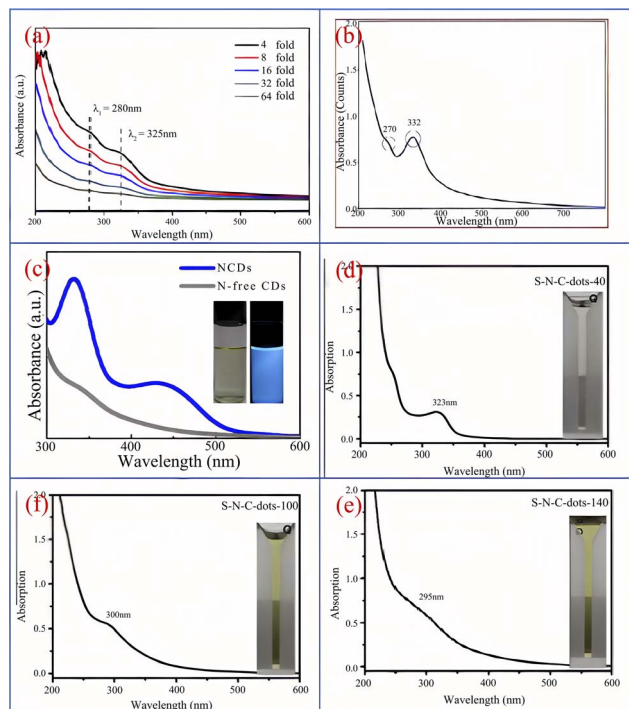 (a)
4 fold
8 fold
16 fold
32 fold
64 fold
λ1 = 280nm
λ2 = 325nm
Absorbance (a.u.)
200 300 400 500 600
Wavelength (nm)
(b)
2.0
1.5
1.0
0.5
0.0
Absorbance (Counts)
270
332
200 300 400 500 600 700
Wavelength (nm)
(c)
NCDs
N-free CDs
Absorbance (a.u.)
300 400 500 600
Wavelength (nm)
(d)
S-N-C-dots-40
2.0
1.5
1.0
0.5
0.0
Absorption
323nm
200 300 400 500 600
Wavelength (nm)
(f)
S-N-C-dots-100
2.0
1.5
1.0
0.5
0.0
Absorption
300nm
200 300 400 500 600
Wavelength (nm)
(e)
S-N-C-dots-140
2.0
1.5
1.0
0.5
0.0
Absorption
295nm
200 300 400 500 600
Wavelength (nm)